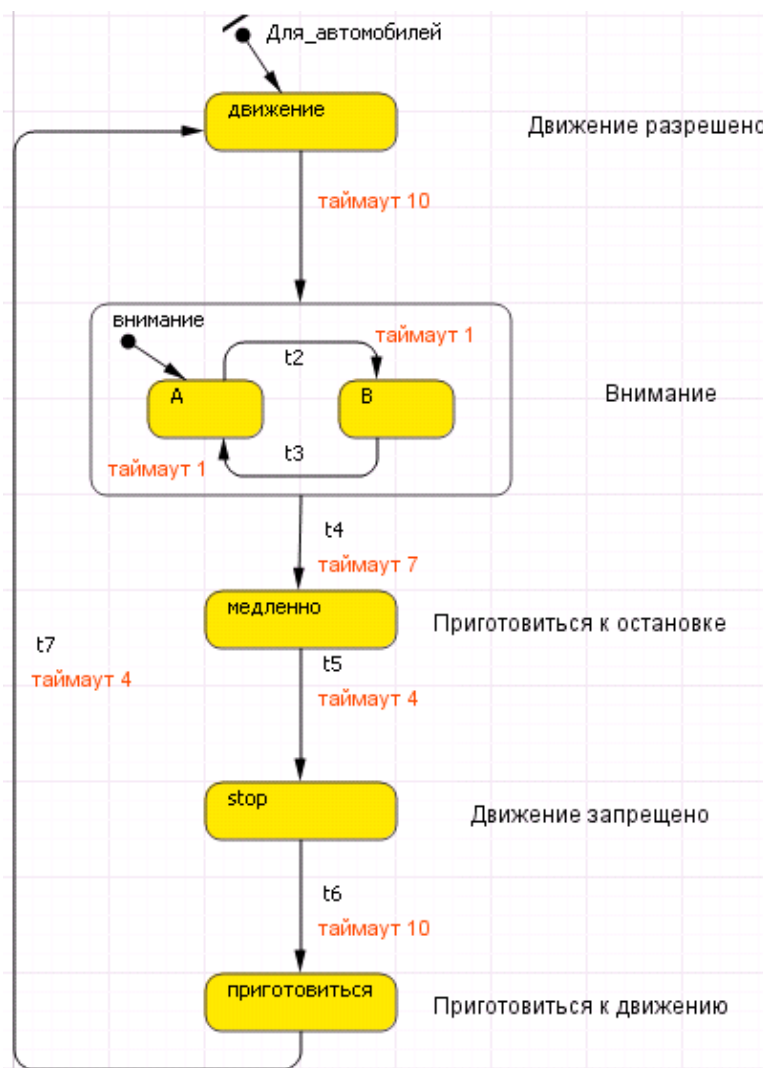 Для_автомобилей
движение
Движение разрешено
таймаут 10
внимание
таймаут 1
t2
A
B
Внимание
t3
таймаут 1
t4
таймаут 7
медленно
Приготовиться к остановке
t7
t5
таймаут 4
таймаут 4
stop
Движение запрещено
t6
таймаут 10
приготовиться
Приготовиться к движению